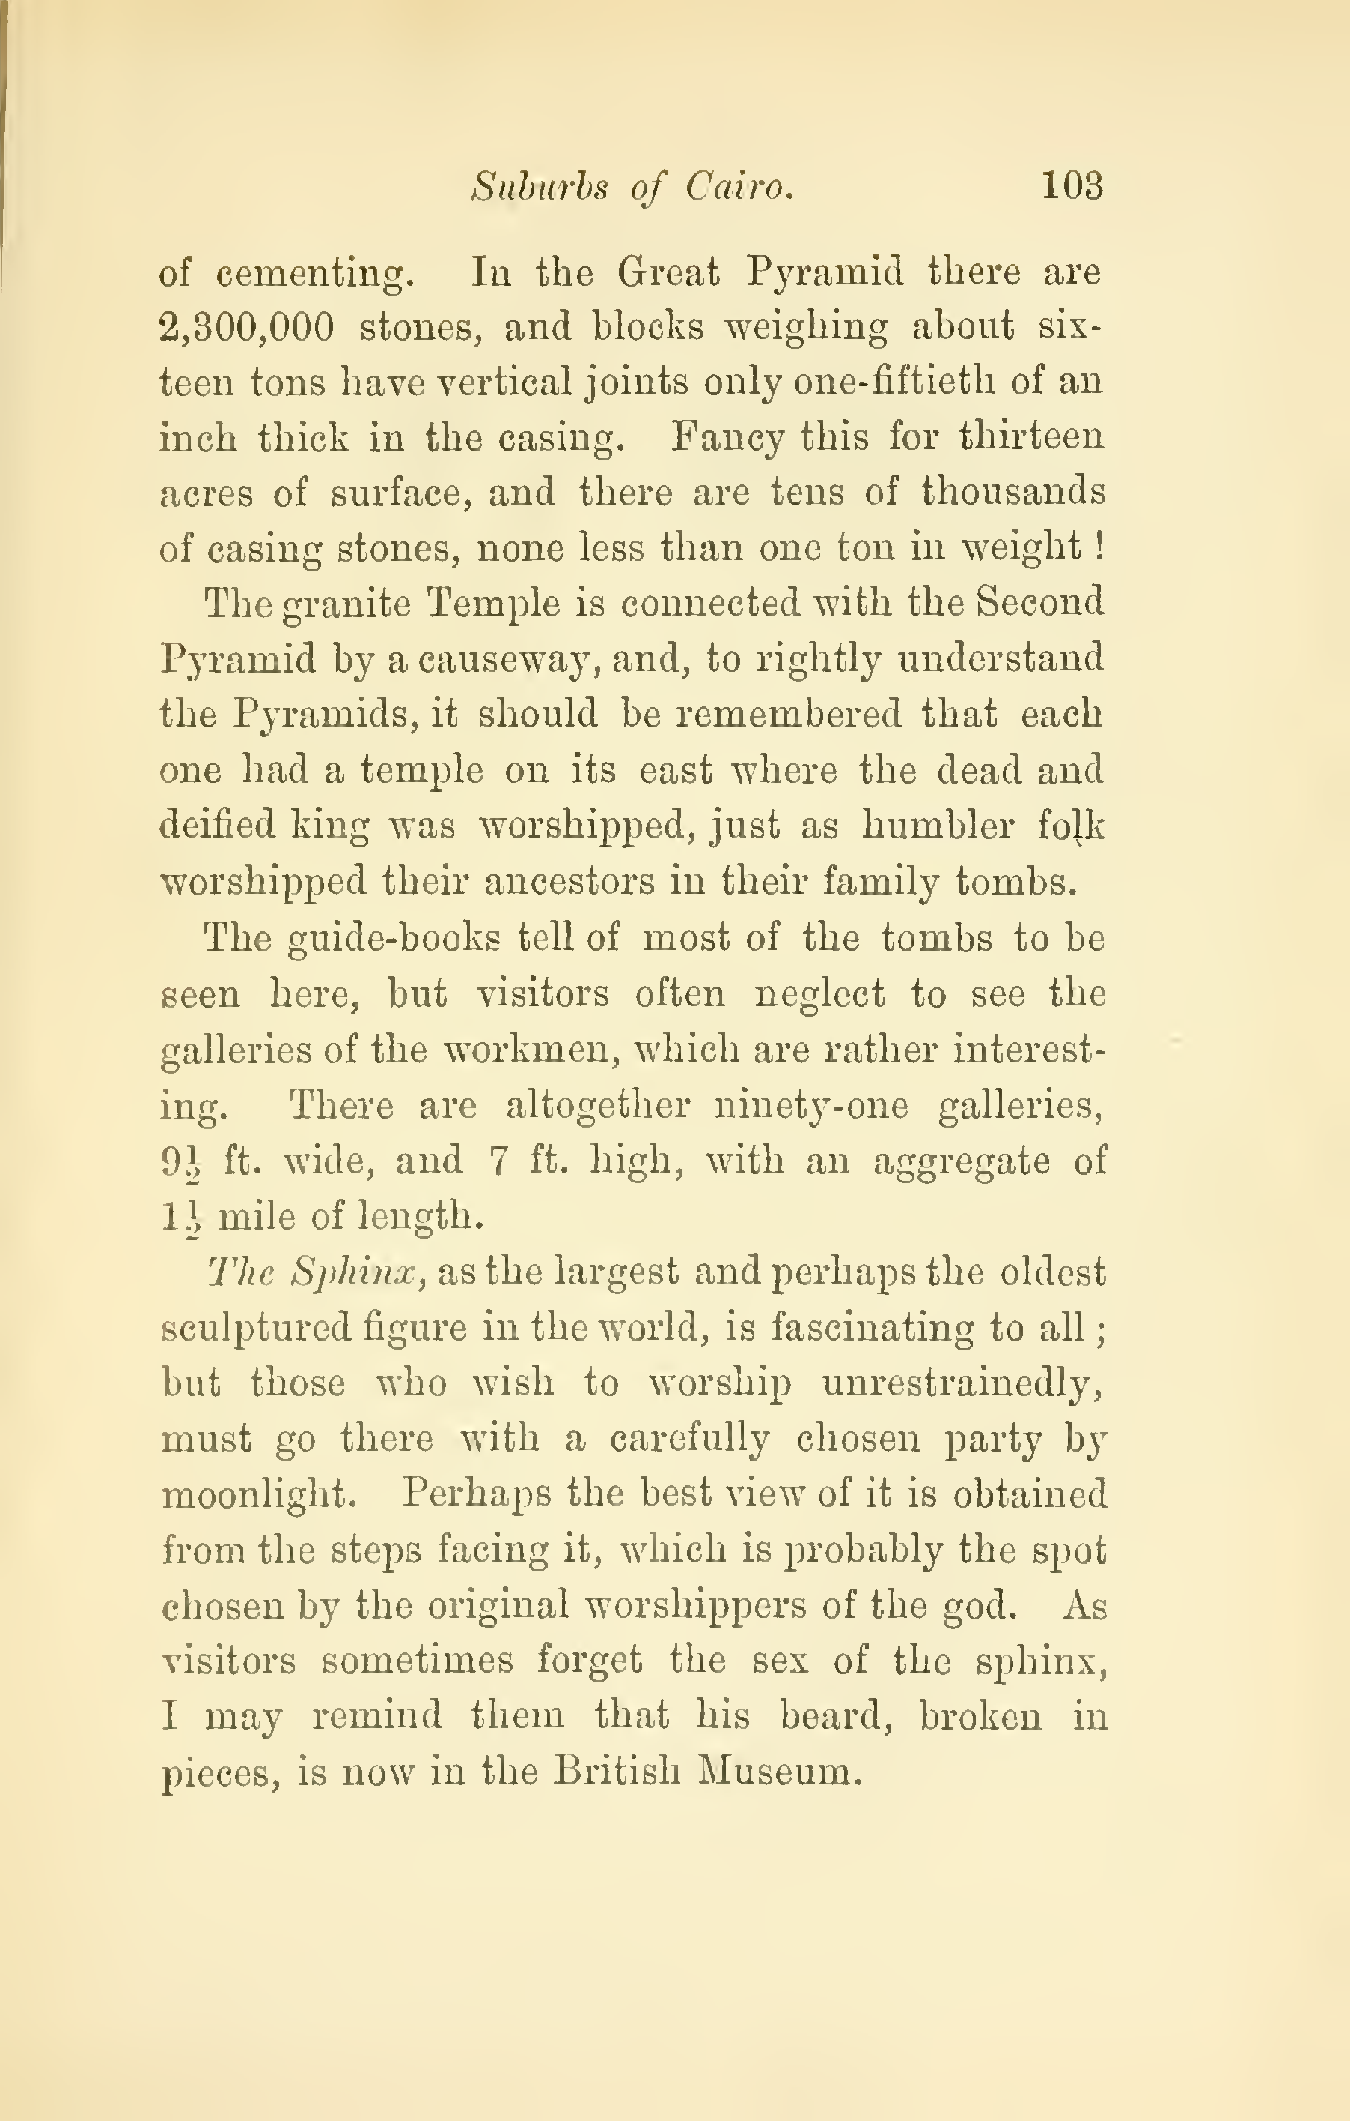 Suburbs of Cairo. 103
of cementing. In the Great Pyramid there are
2,300,000 stones, and blocks weighing about six-
teen tons have vertical joints only one-fiftieth of an
inch thick in the casing. Fancy this for thirteen
acres of surface, and there are tens of thousands
of casing stones, none less than one ton in weight !
The granite Temple is connected with the Second
Pyramid by a causeway, and, to rightly understand
the Pyramids, it should be remembered that each
one had a temple on its east where the dead and
deified king was worshipped, just as humbler folk
worshipped their ancestors in their family tombs.
The guide-books tell of most of the tombs to be
seen here, but visitors often neglect to see the
galleries of the workmen, which are rather interest-
ing. There are altogether ninety-one galleries,
9½ ft. wide, and 7 ft. high, with an aggregate of
1½ mile of length.
The Sphinx, as the largest and perhaps the oldest
sculptured figure in the world, is fascinating to all ;
but those who wish to worship unrestrainedly,
must go there with a carefully chosen party by
moonlight. Perhaps the best view of it is obtained
from the steps facing it, which is probably the spot
chosen by the original worshippers of the god. As
visitors sometimes forget the sex of the sphinx,
I may remind them that his beard, broken in
pieces, is now in the British Museum.